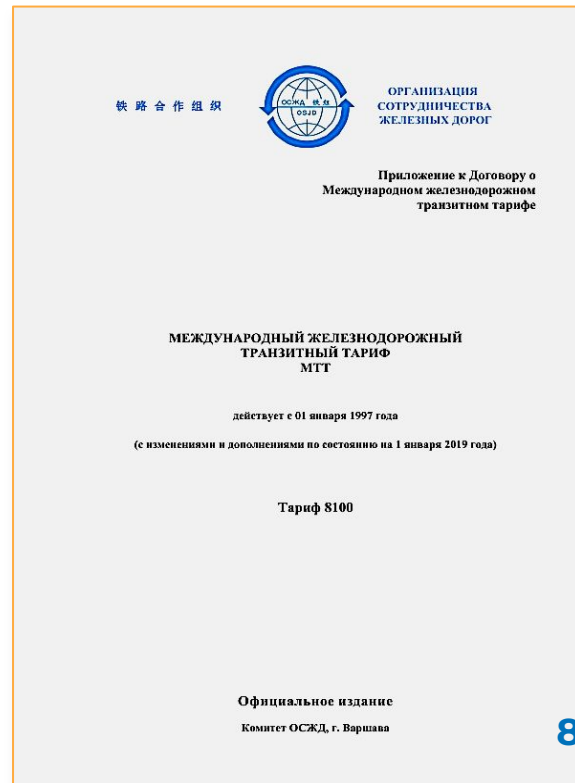 铁路合作组织
ОСЖД 铁组
OSJD
ОРГАНИЗАЦИЯ
СОТРУДНИЧЕСТВА
ЖЕЛЕЗНЫХ ДОРОГ
Приложение к Договору о
Международном железнодорожном
транзитном тарифе
МЕЖДУНАРОДНЫЙ ЖЕЛЕЗНОДОРОЖНЫЙ
ТРАНЗИТНЫЙ ТАРИФ
МТТ
действует с 01 января 1997 года
(с изменениями и дополнениями по состоянию на 1 января 2019 года)
Тариф 8100
Официальное издание
Комитет ОСЖД, г. Варшава
8